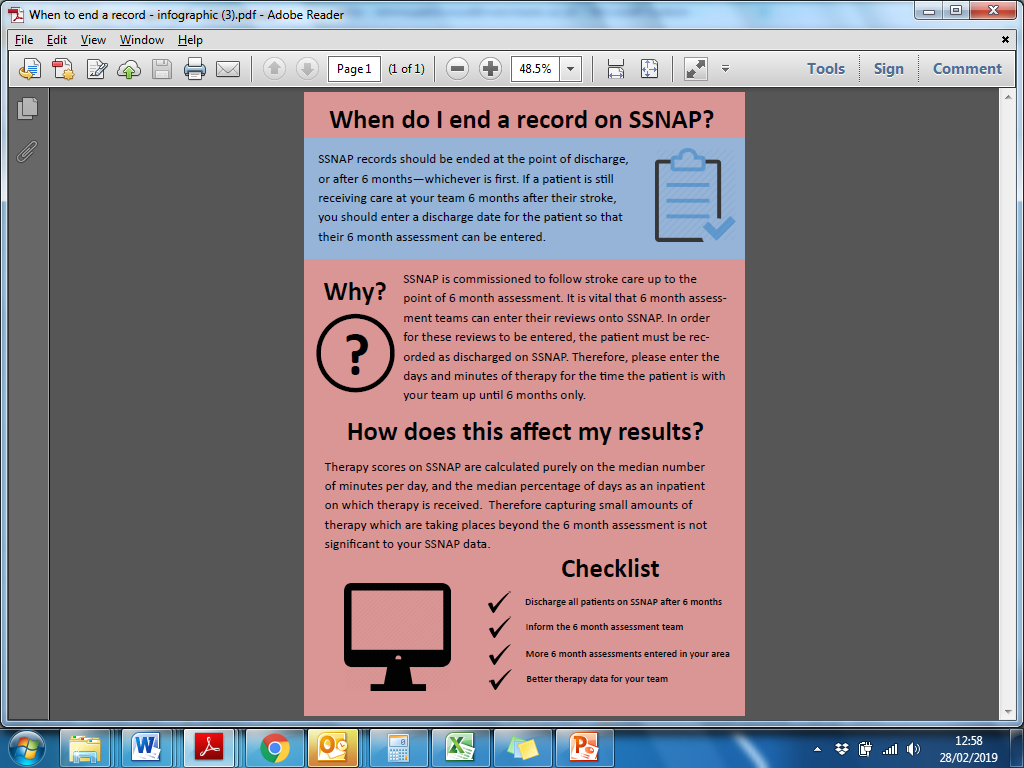 When to end a record - infographic (3).pdf - Adobe Reader
File Edit View Window Help
Page 1 (1 of 1) 48.5% Tools Sign Comment
When do I end a record on SSNAP?
SSNAP records should be ended at the point of discharge,
or after 6 months—whichever is first. If a patient is still
receiving care at your team 6 months after their stroke,
you should enter a discharge date for the patient so that
their 6 month assessment can be entered.
Why?
?
SSNAP is commissioned to follow stroke care up to the
point of 6 month assessment. It is vital that 6 month assess-
ment teams can enter their reviews onto SSNAP. In order
for these reviews to be entered, the patient must be rec-
orded as discharged on SSNAP. Therefore, please enter the
days and minutes of therapy for the time the patient is with
your team up until 6 months only.
How does this affect my results?
Therapy scores on SSNAP are calculated purely on the median number
of minutes per day, and the median percentage of days as an inpatient
on which therapy is received.  Therefore capturing small amounts of
therapy which are taking places beyond the 6 month assessment is not
significant to your SSNAP data.
Checklist
Discharge all patients on SSNAP after 6 months
Inform the 6 month assessment team
More 6 month assessments entered in your area
Better therapy data for your team
12:58
28/02/2019